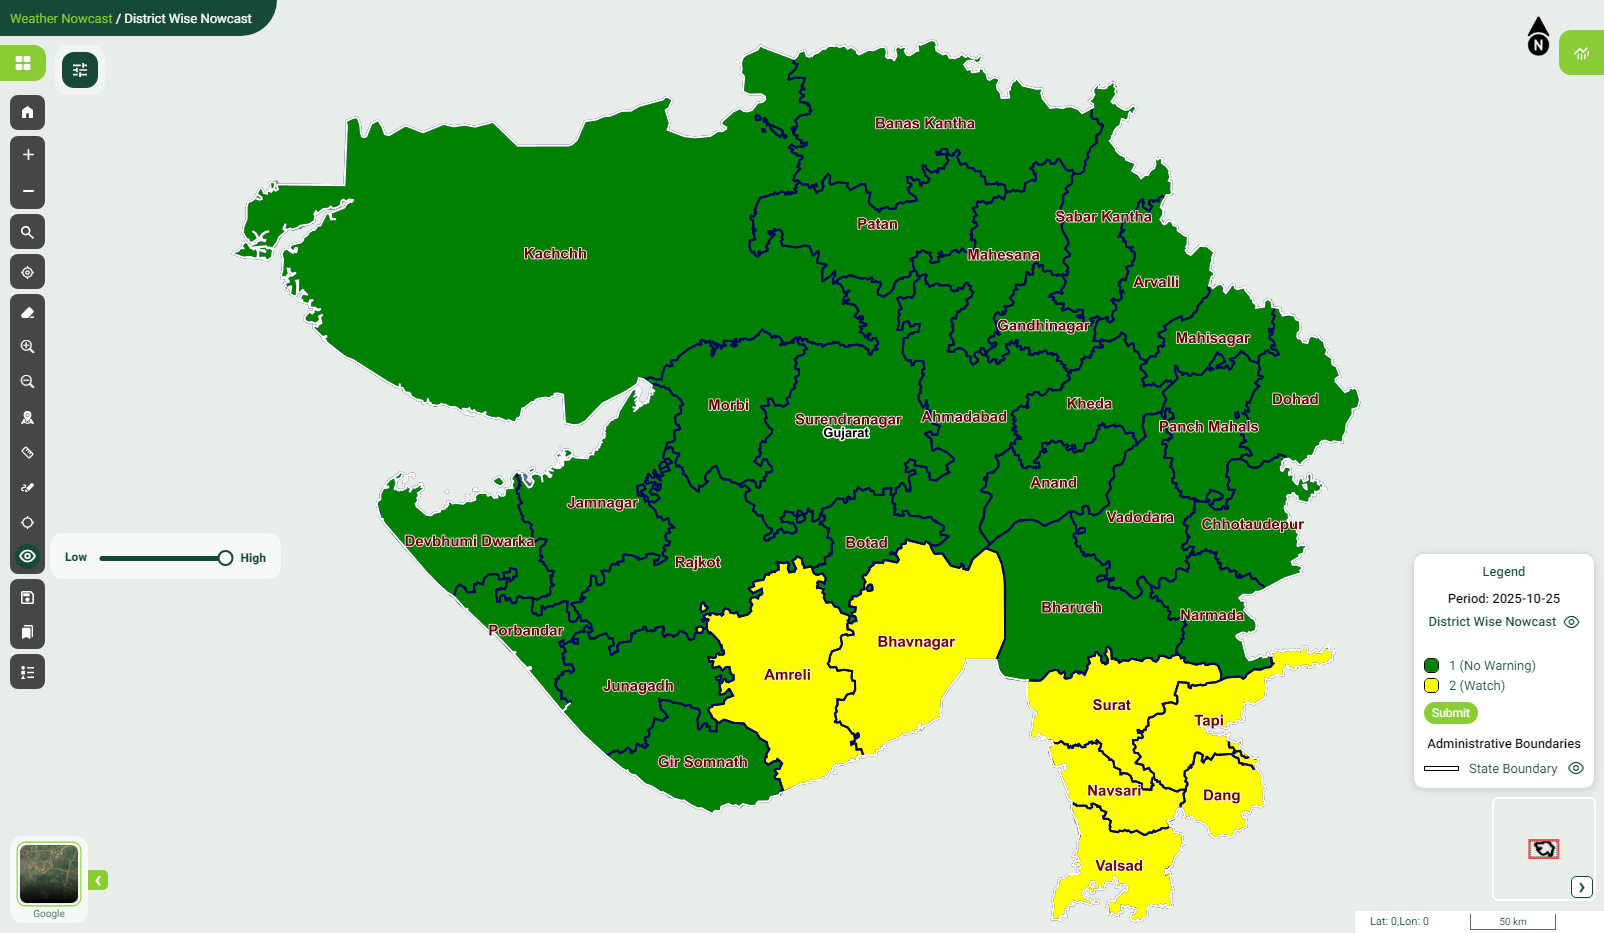 Weather Nowcast / District Wise Nowcast
N
Banas Kantha
Sabar Kantha
Patan
Kachchh
Mahesana
Arvalli
Gandhinagar
Mahisagar
Morbi
Surendranagar
Gujarat
Ahmadabad
Kheda
Dohad
Panch Mahals
Anand
Jamnagar
Vadodara
Chhotaudepur
Devbhumi Dwarka
Botad
Rajkot
Low
High
Bharuch
Narmada
Porbandar
Bhavnagar
Amreli
Junagadh
Surat
Tapi
Gir Somnath
Navsari
Dang
Valsad
Legend
Period: 2025-10-25
District Wise Nowcast
1 (No Warning)
2 (Watch)
Submit
Administrative Boundaries
State Boundary
Google
Lat: 0,Lon: 0
50 km